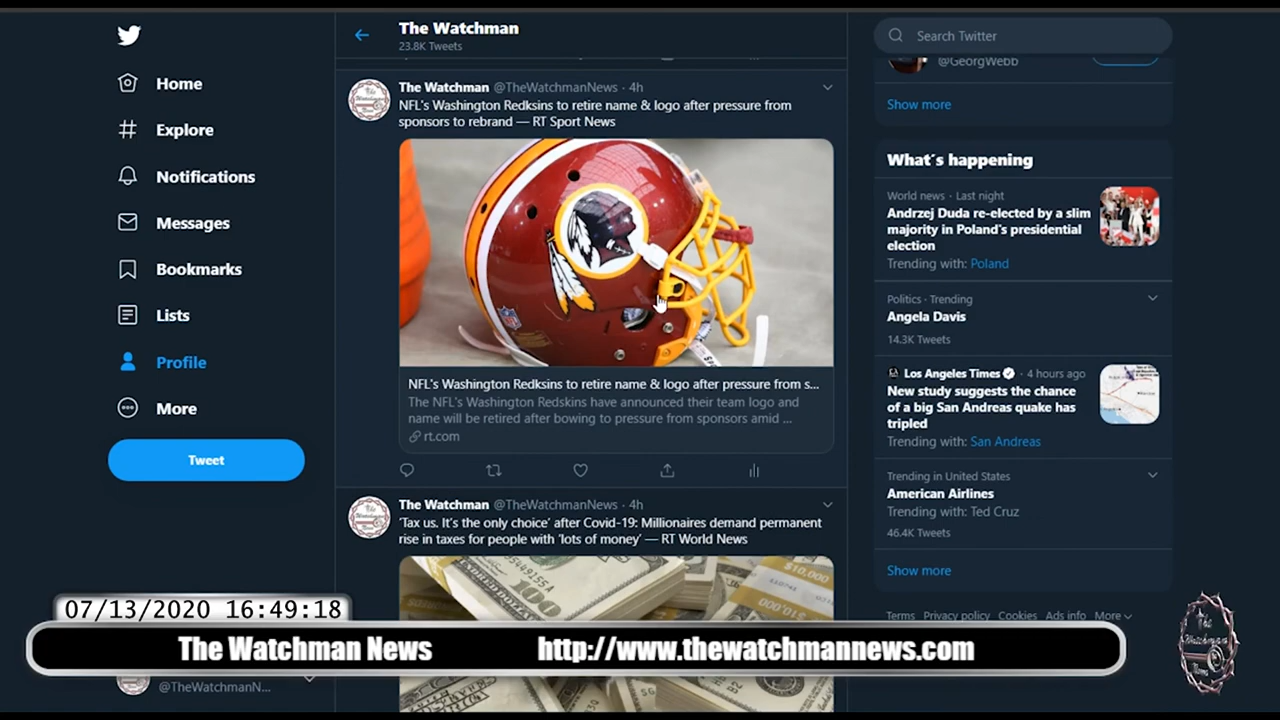 Home
Explore
Notifications
Messages
Bookmarks
Lists
Profile
More
Tweet
The Watchman
23.8K Tweets
The Watchman @TheWatchmanNews · 4h
NFL's Washington Redksins to retire name & logo after pressure from
sponsors to rebrand — RT Sport News
NFL's Washington Redksins to retire name & logo after pressure from s...
The NFL's Washington Redskins have announced their team logo and
name will be retired after bowing to pressure from sponsors amid ...
rt.com
The Watchman @TheWatchmanNews · 4h
'Tax us. It's the only choice' after Covid-19: Millionaires demand permanent
rise in taxes for people with 'lots of money' — RT World News
Search Twitter
@GeorgWebb
Show more
What's happening
World news · Last night
Andrzej Duda re-elected by a slim
majority in Poland's presidential
election
Trending with: Poland
Politics · Trending
Angela Davis
14.3K Tweets
Los Angeles Times · 4 hours ago
New study suggests the chance
of a big San Andreas quake has
tripled
Trending with: San Andreas
Trending in United States
American Airlines
Trending with: Ted Cruz
46.4K Tweets
Show more
Terms Privacy policy Cookies Ads info More
07/13/2020 16:49:18
The Watchman News http://www.thewatchmannews.com
@TheWatchmanN...
The
Watchman
News